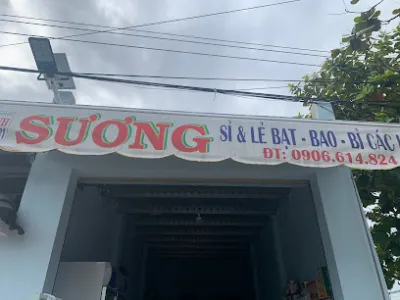 SƯƠNG
SỈ & LẺ BẠT - BAO - BÌ CÁC
ĐT: 0906.614.824